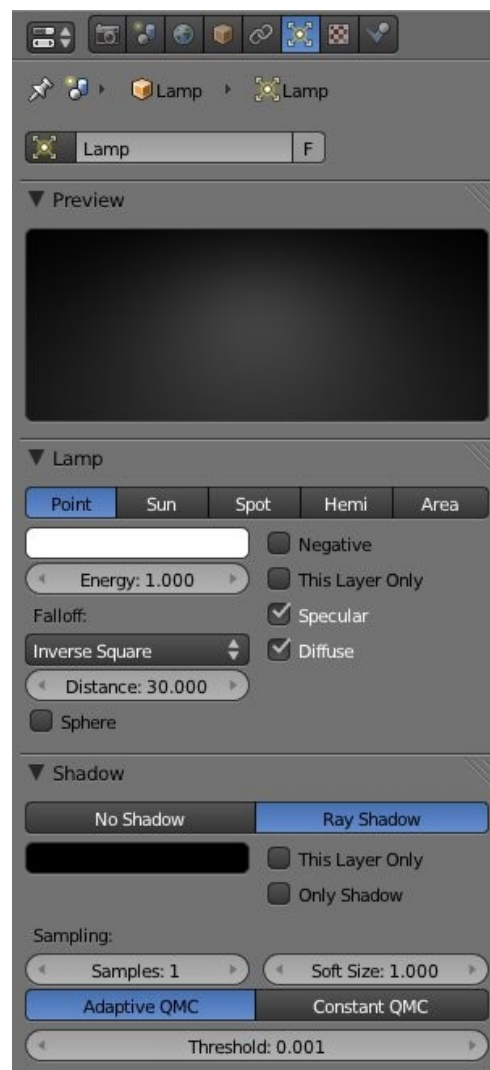 Lamp Lamp
Lamp F
Preview
Lamp
Point Sun Spot Hemi Area
Negative
Energy: 1.000 This Layer Only
Falloff: Specular
Inverse Square Diffuse
Distance: 30.000
Sphere
Shadow
No Shadow Ray Shadow
This Layer Only
Only Shadow
Sampling:
Samples: 1 Soft Size: 1.000
Adaptive QMC Constant QMC
Threshold: 0.001